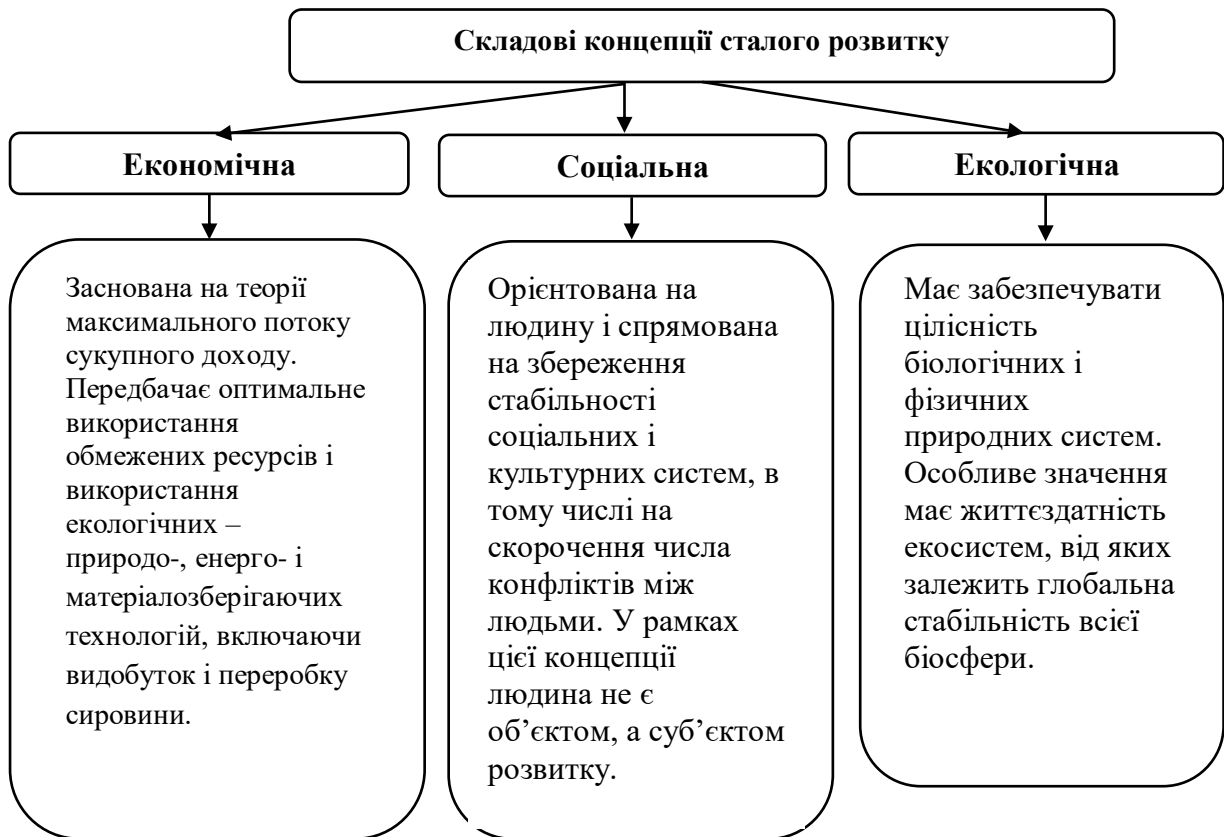 Складові концепції сталого розвитку
Економічна
Соціальна
Екологічна
Заснована на теорії
максимального потоку
сукупного доходу.
Передбачає оптимальне
використання
обмежених ресурсів і
використання
екологічних –
природо-, енерго- і
матеріалозберігаючих
технологій, включаючи
видобуток і переробку
сировини.
Орієнтована на
людину і спрямована
на збереження
стабільності
соціальних і
культурних систем, в
тому числі на
скорочення числа
конфліктів між
людьми. У рамках
цієї концепції
людина не є
об’єктом, а суб’єктом
розвитку.
Має забезпечувати
цілісність
біологічних і
фізичних
природних систем.
Особливе значення
має життєздатність
екосистем, від яких
залежить глобальна
стабільність всієї
біосфери.